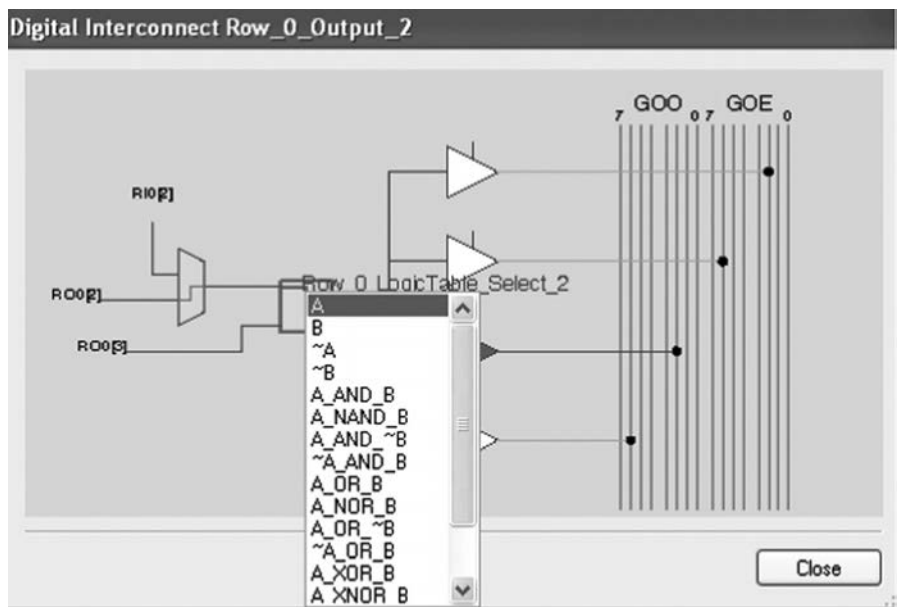 Digital Interconnect Row_0_Output_2
GOO
GOE
7
0
7
0
RI0[2]
RO0[2]
RO0[3]
Row_0_LogicTable_Select_2
A
B
~A
~B
A_AND_B
A_NAND_B
A_AND_~B
~A_AND_B
A_OR_B
A_NOR_B
A_OR_~B
~A_OR_B
A_XOR_B
A_XNOR_B
Close